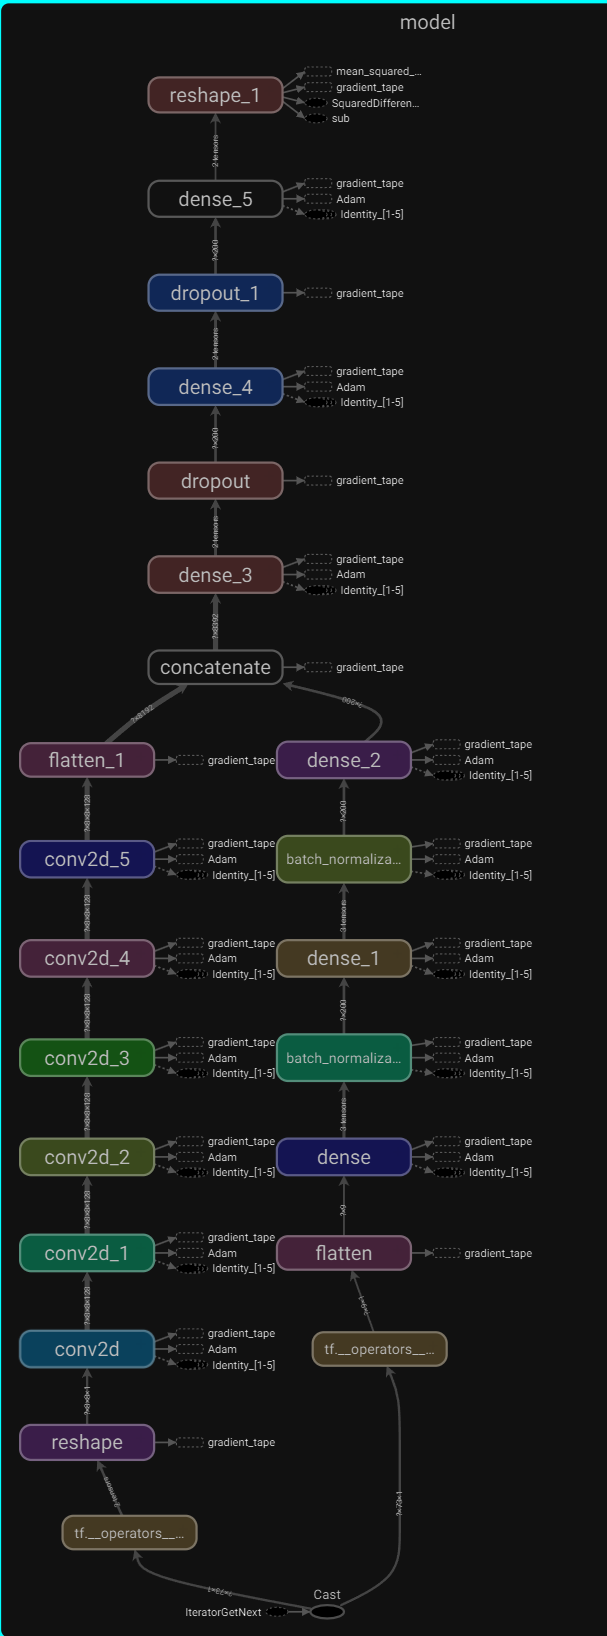 model
mean_squared_...
reshape_1
gradient_tape
SquaredDifferen...
sub
2 tensors
gradient_tape
dense_5
Adam
Identity_[1-5]
?×200
dropout_1
gradient_tape
2 tensors
gradient_tape
dense_4
Adam
Identity_[1-5]
?×200
dropout
gradient_tape
2 tensors
gradient_tape
dense_3
Adam
Identity_[1-5]
?×8392
concatenate
gradient_tape
?×8192
?×200
flatten_1
gradient_tape
dense_2
gradient_tape
Adam
Identity_[1-5]
?×8×8×128
?×200
conv2d_5
gradient_tape
Adam
Identity_[1-5]
batch_normaliza...
gradient_tape
Adam
Identity_[1-5]
?×8×8×128
3 tensors
conv2d_4
gradient_tape
Adam
Identity_[1-5]
dense_1
gradient_tape
Adam
Identity_[1-5]
?×8×8×128
?×200
conv2d_3
gradient_tape
Adam
Identity_[1-5]
batch_normaliza...
gradient_tape
Adam
Identity_[1-5]
?×8×8×128
3 tensors
conv2d_2
gradient_tape
Adam
Identity_[1-5]
dense
gradient_tape
Adam
Identity_[1-5]
?×8×8×128
?×9
conv2d_1
gradient_tape
Adam
Identity_[1-5]
flatten
gradient_tape
?×8×8×128
?×9×1
conv2d
gradient_tape
Adam
Identity_[1-5]
tf.__operators__...
?×8×8×1
reshape
gradient_tape
2 tensors
?×73×1
tf.__operators__...
?×73×1
Cast
IteratorGetNext